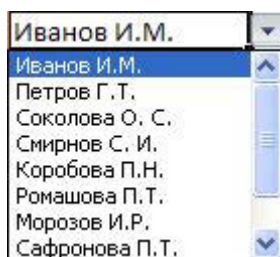 Иванов И.М.
Иванов И.М.
Петров Г.Т.
Соколова О. С.
Смирнов С. И.
Коробова П.Н.
Ромашова П.Т.
Морозов И.Р.
Сафронова П.Т.